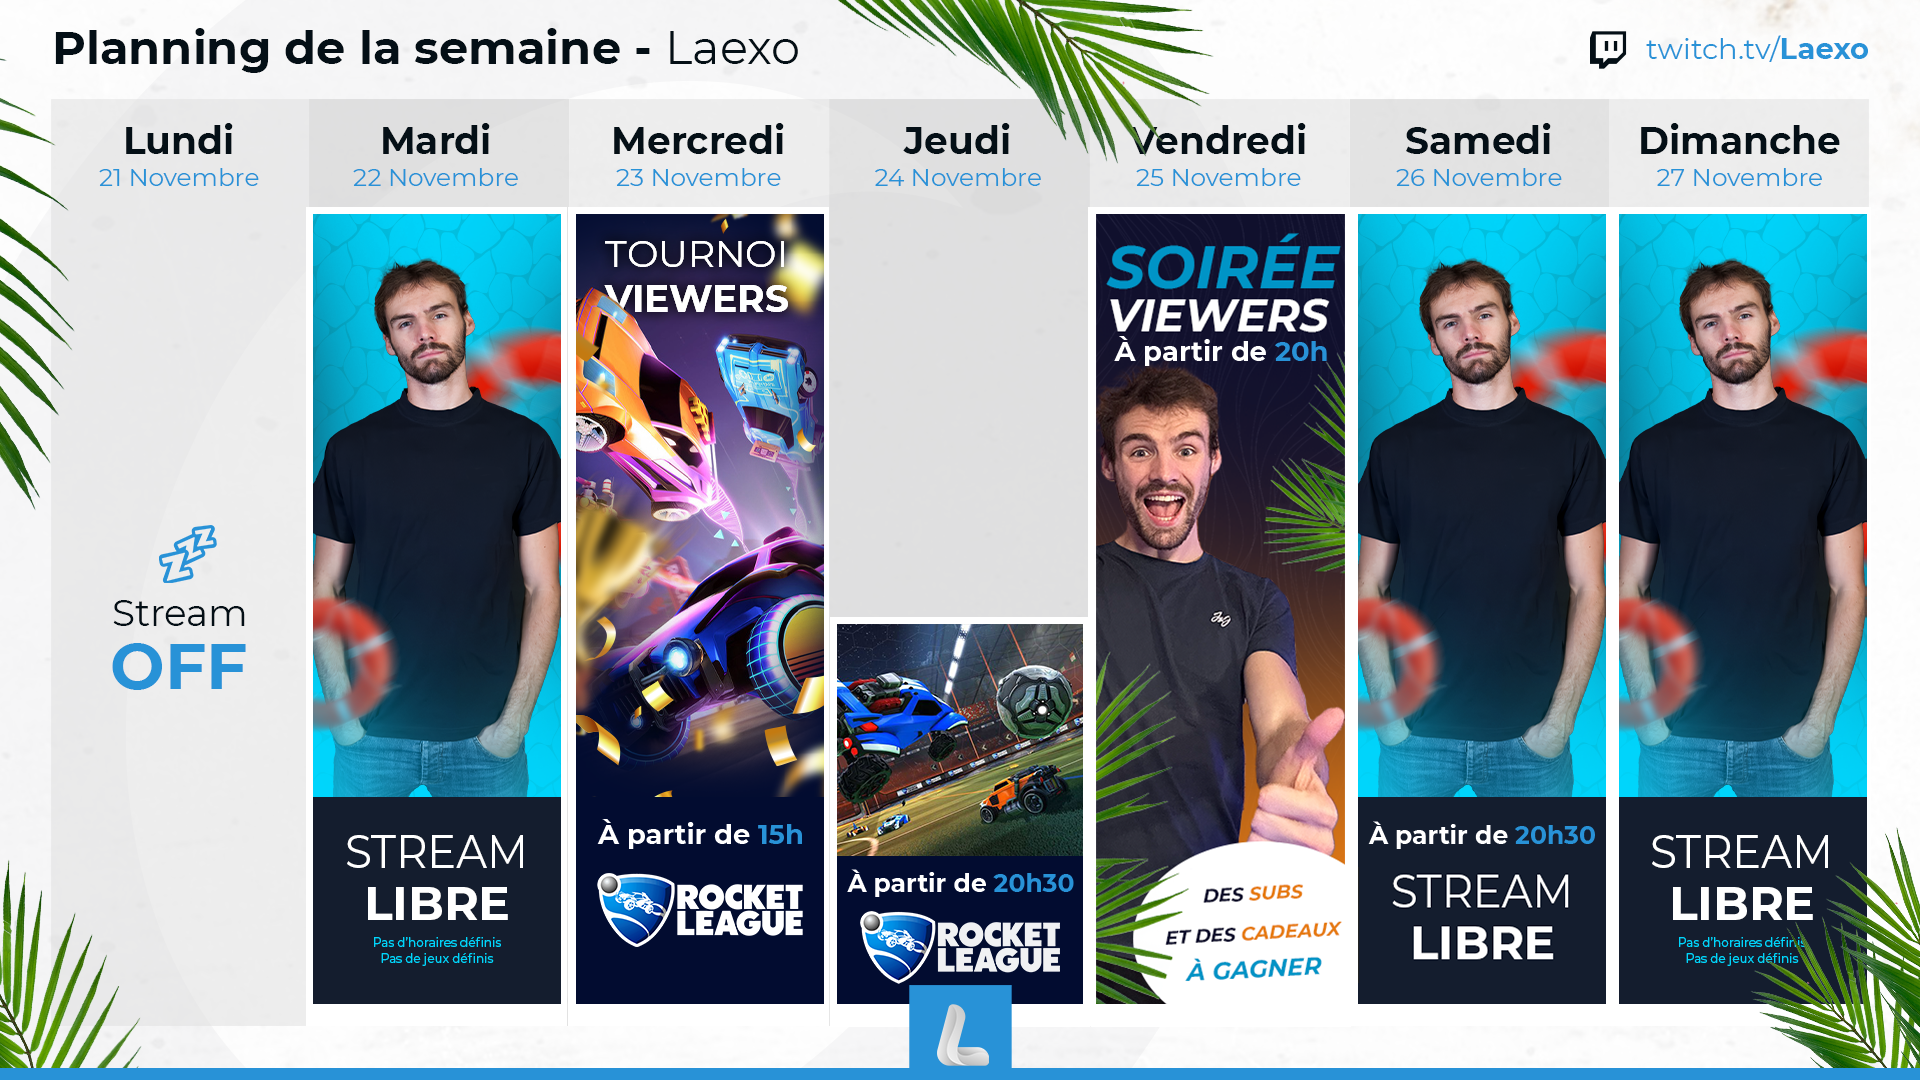 Planning de la semaine - Laexo
twitch.tv/Laexo
Lundi
21 Novembre
Stream
OFF
Mardi
22 Novembre
STREAM
LIBRE
Pas d'horaires définis
Pas de jeux définis
Mercredi
23 Novembre
TOURNOI
VIEWERS
À partir de 15h
ROCKET
LEAGUE
Jeudi
24 Novembre
À partir de 20h30
ROCKET
LEAGUE
Vendredi
25 Novembre
SOIRÉE
VIEWERS
À partir de 20h
DES SUBS
ET DES CADEAUX
À GAGNER
Samedi
26 Novembre
À partir de 20h30
STREAM
LIBRE
Dimanche
27 Novembre
STREAM
LIBRE
Pas d'horaires définis
Pas de jeux définis